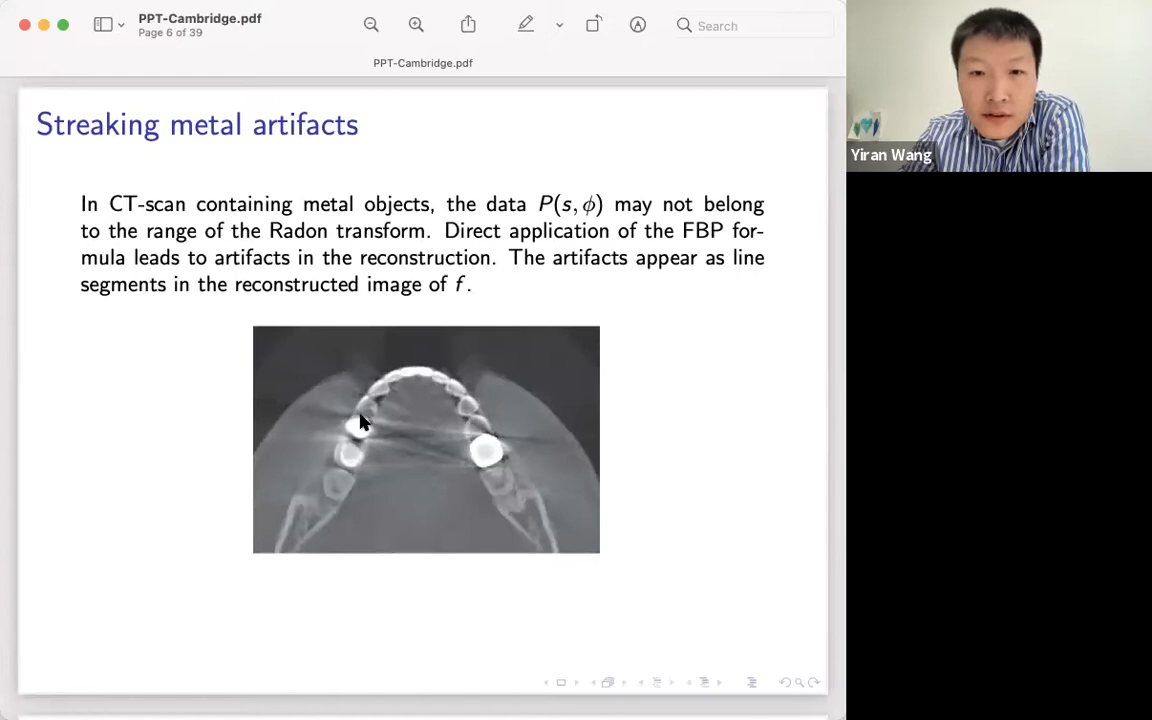 PPT-Cambridge.pdf
Page 6 of 39
Search
PPT-Cambridge.pdf
Streaking metal artifacts
In CT-scan containing metal objects, the data P(s, ϕ) may not belong
to the range of the Radon transform. Direct application of the FBP for-
mula leads to artifacts in the reconstruction. The artifacts appear as line
segments in the reconstructed image of f.
Yiran Wang